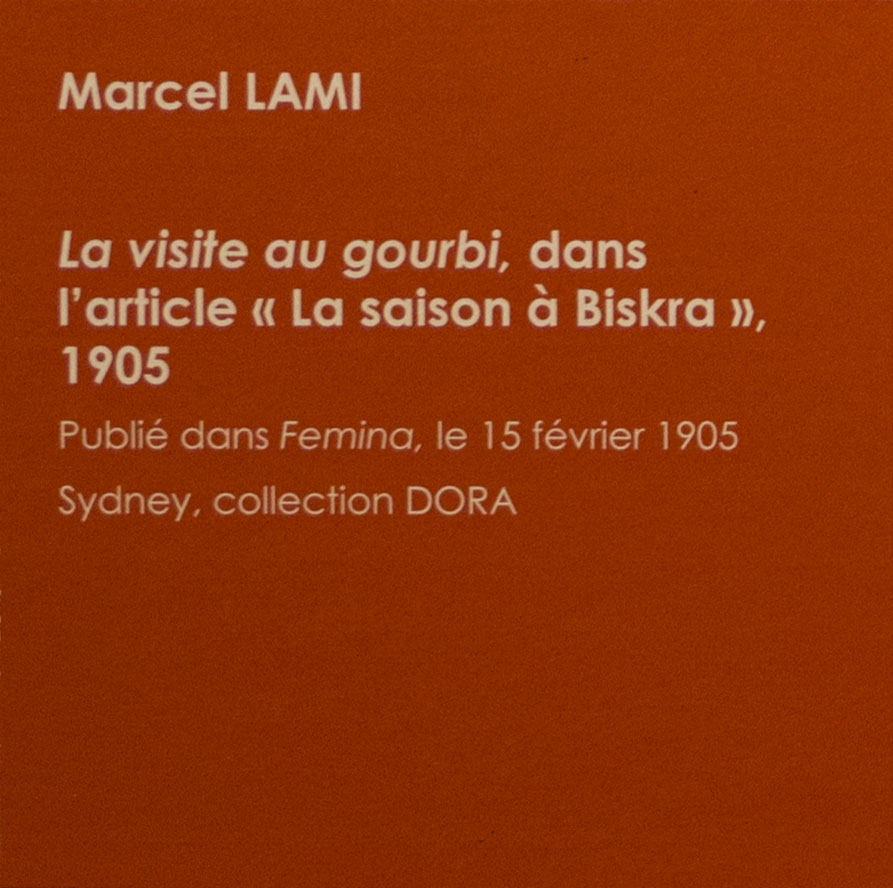 Marcel LAMI
La visite au gourbi, dans
l'article « La saison à Biskra »,
1905
Publié dans Femina, le 15 février 1905
Sydney, collection DORA